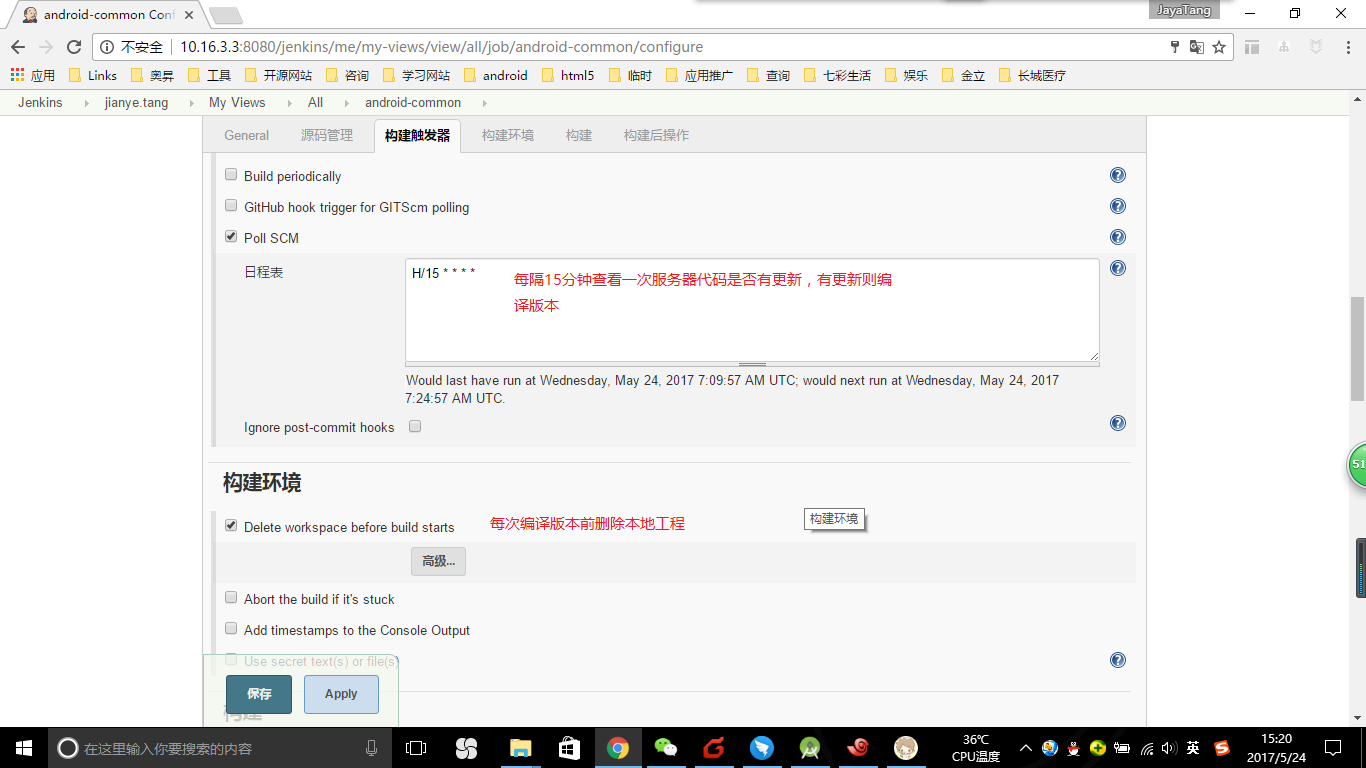 android-common Conf
JayaTang
不安全
10.16.3.3:8080/jenkins/me/my-views/view/all/job/android-common/configure
应用
Links
奥昇
工具
开源网站
咨询
学习网站
android
html5
临时
应用推广
查询
七彩生活
娱乐
金立
长城医疗
Jenkins
jianye.tang
My Views
All
android-common
General
源码管理
构建触发器
构建环境
构建
构建后操作
Build periodically
GitHub hook trigger for GITScm polling
Poll SCM
日程表
H/15 * * * *
每隔15分钟查看一次服务器代码是否有更新，有更新则编
译版本
Would last have run at Wednesday, May 24, 2017 7:09:57 AM UTC; would next run at Wednesday, May 24, 2017
7:24:57 AM UTC.
Ignore post-commit hooks
51
构建环境
Delete workspace before build starts
每次编译版本前删除本地工程
构建环境
高级...
Abort the build if it's stuck
Add timestamps to the Console Output
Use secret text(s) or file(s)
保存
Apply
构建
在这里输入你要搜索的内容
36℃
CPU温度
英
15:20
2017/5/24